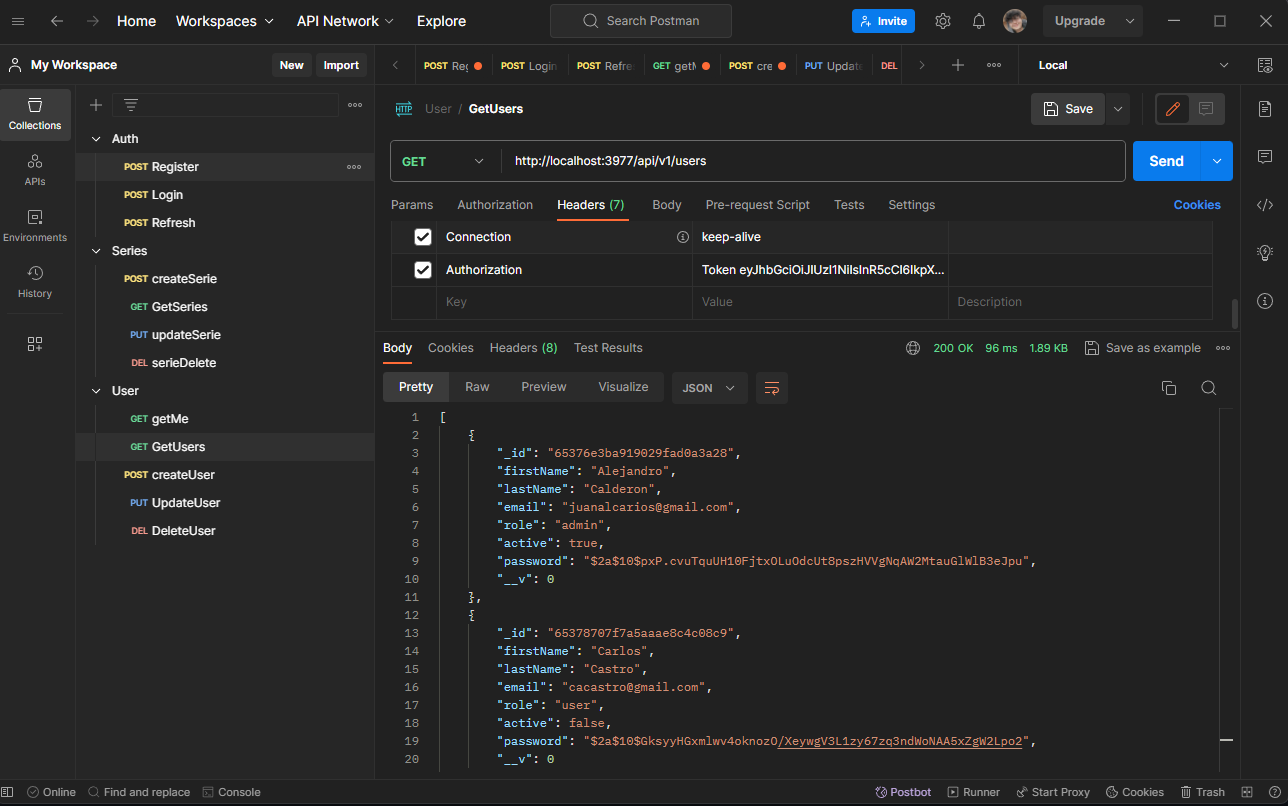 Home Workspaces API Network Explore Search Postman Invite Upgrade
My Workspace New Import POST Reg POST Login POST Refre GET getM POST cre PUT Update DEL Local
Collections
APIs
Environments
History
Auth
POST Register
POST Login
POST Refresh
Series
POST createSerie
GET GetSeries
PUT updateSerie
DEL serieDelete
User
GET getMe
GET GetUsers
POST createUser
PUT UpdateUser
DEL DeleteUser
HTTP User / GetUsers Save
GET http://localhost:3977/api/v1/users Send
Params Authorization Headers (7) Body Pre-request Script Tests Settings Cookies
Connection keep-alive
Authorization Token eyJhbGciOiJIUzI1NiIsInR5cCI6IkpX...
Key Value Description
Body Cookies Headers (8) Test Results 200 OK 96 ms 1.89 KB Save as example
Pretty Raw Preview Visualize JSON
1 [
2 {
3 "_id": "65376e3ba919029fad0a3a28",
4 "firstName": "Alejandro",
5 "lastName": "Calderon",
6 "email": "juanalcarios@gmail.com",
7 "role": "admin",
8 "active": true,
9 "password": "$2a$10$pxP.cvuTquUH10FjtxOLuOdcUt8pszHVVgNqAW2MtauGlWlB3eJpu",
10 "__v": 0
11 },
12 {
13 "_id": "65378707f7a5aaae8c4c08c9",
14 "firstName": "Carlos",
15 "lastName": "Castro",
16 "email": "cacastro@gmail.com",
17 "role": "user",
18 "active": false,
19 "password": "$2a$10$GksyyHGxmlwv4oknozO/XeywgV3L1zy67zq3ndWoNAA5xZgW2Lpo2",
20 "__v": 0
Online Find and replace Console Postbot Runner Start Proxy Cookies Trash